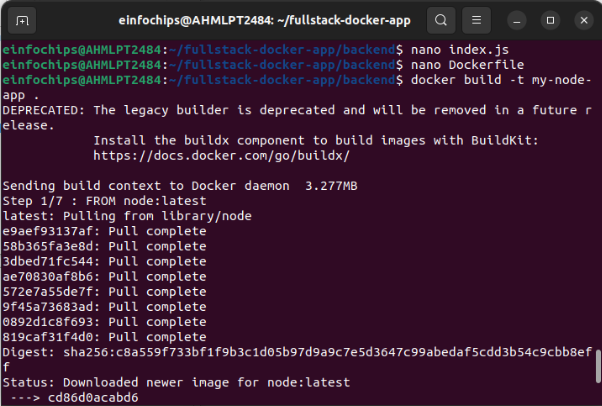 einfochips@AHMLPT2484: ~/fullstack-docker-app
einfochips@AHMLPT2484:~/fullstack-docker-app/backend$ nano index.js
einfochips@AHMLPT2484:~/fullstack-docker-app/backend$ nano Dockerfile
einfochips@AHMLPT2484:~/fullstack-docker-app/backend$ docker build -t my-node-
app .
DEPRECATED: The legacy builder is deprecated and will be removed in a future r
elease.
            Install the buildx component to build images with BuildKit:
            https://docs.docker.com/go/buildx/

Sending build context to Docker daemon  3.277MB
Step 1/7 : FROM node:latest
latest: Pulling from library/node
e9aef93137af: Pull complete
58b365fa3e8d: Pull complete
3dbed71fc544: Pull complete
ae70830af8b6: Pull complete
572e7a55de7f: Pull complete
9f45a73683ad: Pull complete
0892d1c8f693: Pull complete
819caf31f4d0: Pull complete
Digest: sha256:c8a559f733bf1f9b3c1d05b97d9a9c7e5d3647c99abedaf5cdd3b54c9cbb8ef
f
Status: Downloaded newer image for node:latest
 ---> cd86d0acabd6